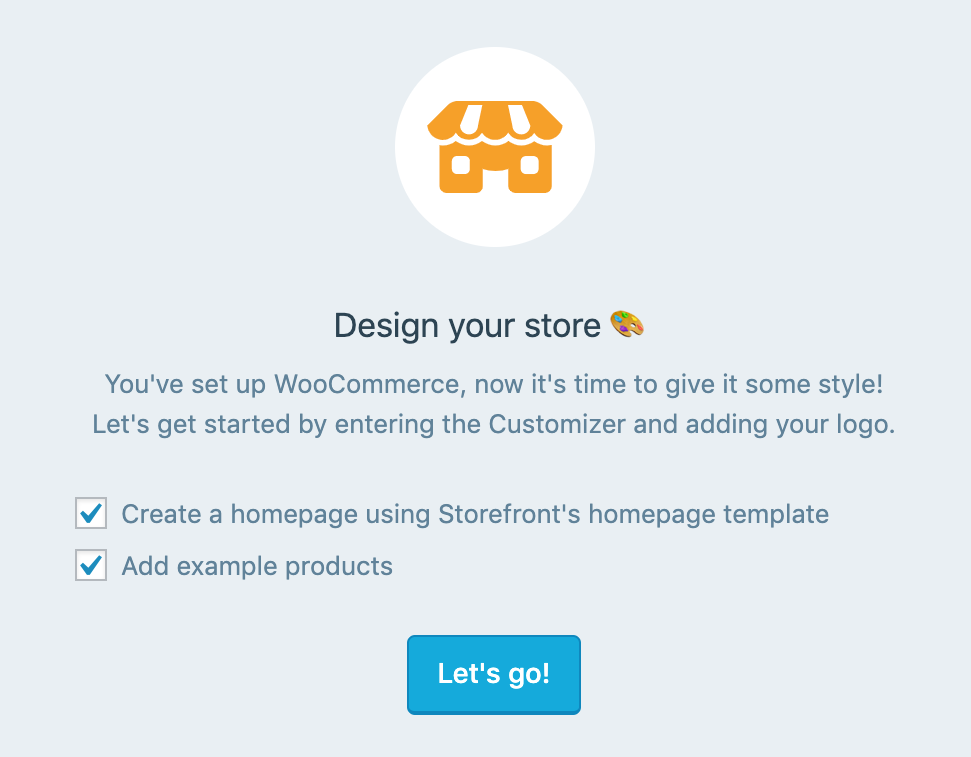 Design your store 🎨
You've set up WooCommerce, now it's time to give it some style!
Let's get started by entering the Customizer and adding your logo.
Create a homepage using Storefront's homepage template
Add example products
Let's go!